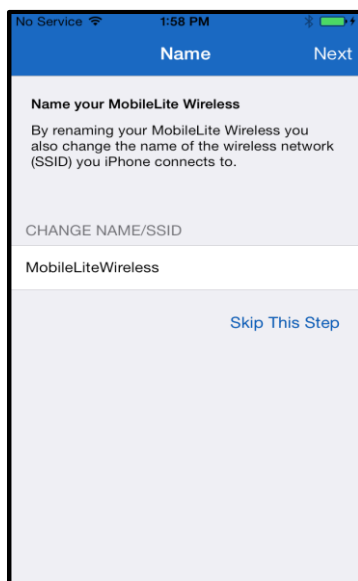 No Service 1:58 PM
Name Next
Name your MobileLite Wireless
By renaming your MobileLite Wireless you
also change the name of the wireless network
(SSID) you iPhone connects to.
CHANGE NAME/SSID
MobileLiteWireless
Skip This Step